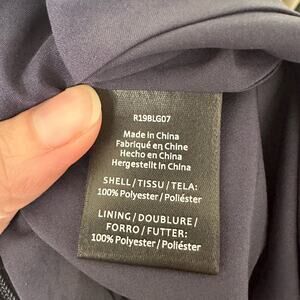 R19BLG07
Made in China
Fabriqué en Chine
Hecho en China
Hergestellt in China
SHELL/TISSU/TELA:
100% Polyester/Poliéster
LINING/DOUBLURE/
FORRO/FUTTER:
100% Polyester/Poliéster